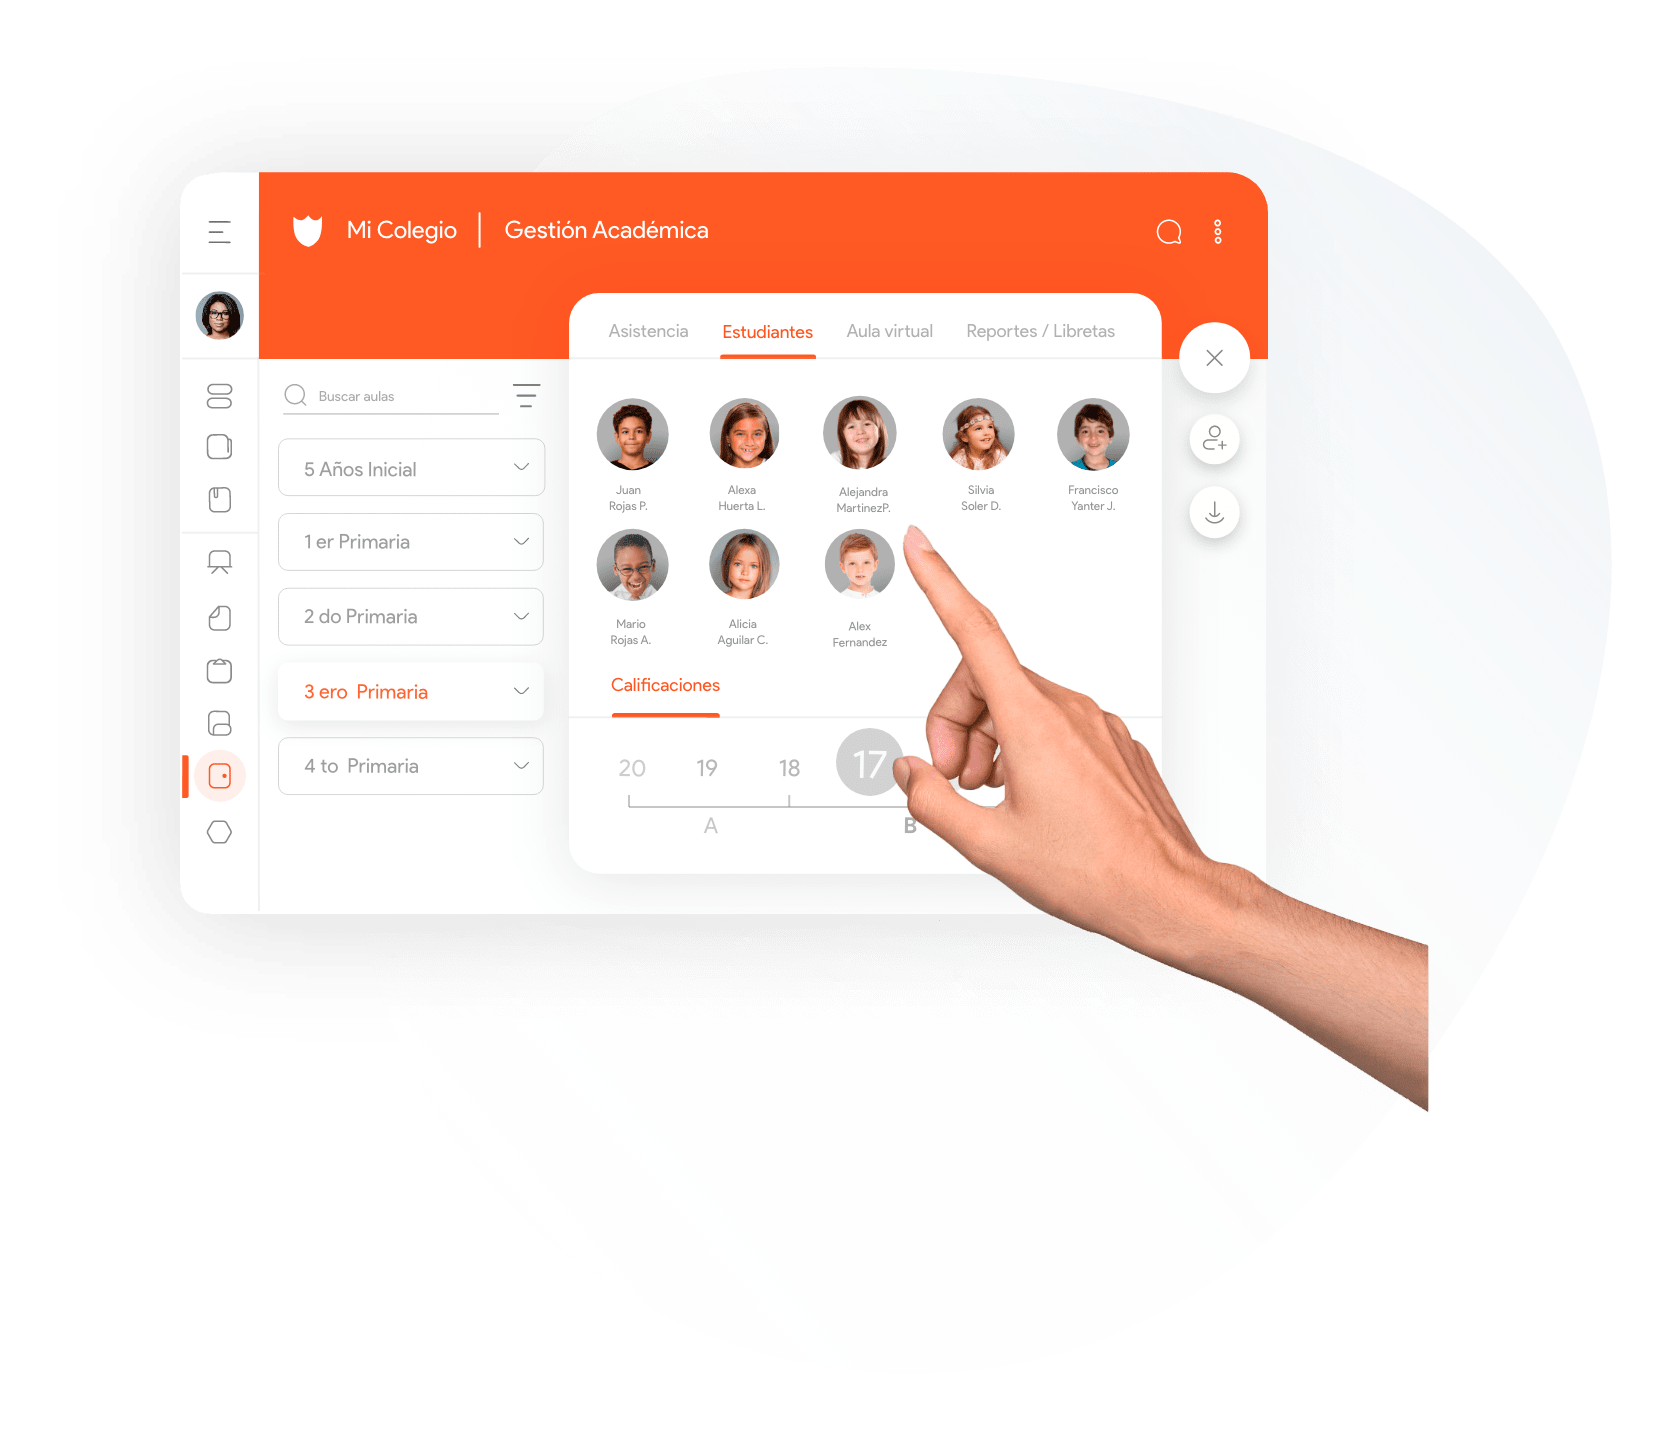 Mi Colegio | Gestión Académica
Asistencia Estudiantes Aula virtual Reportes / Libretas
Buscar aulas
5 Años Inicial
1 er Primaria
2 do Primaria
3 ero Primaria
4 to Primaria
Juan
Rojas P.
Alexa
Huerta L.
Alejandra
MartinezP.
Silvia
Soler D.
Francisco
Yanter J.
Mario
Rojas A.
Alicia
Aguilar C.
Alex
Fernandez
Calificaciones
20 19 18 17
A B